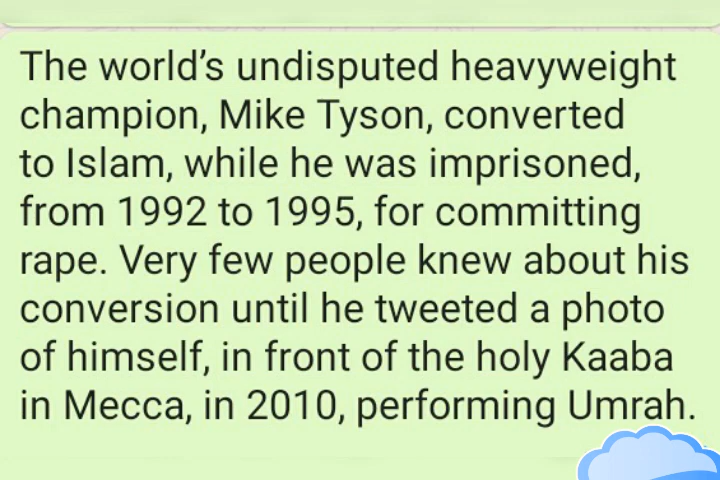 The world’s undisputed heavyweight
champion, Mike Tyson, converted
to Islam, while he was imprisoned,
from 1992 to 1995, for committing
rape. Very few people knew about his
conversion until he tweeted a photo
of himself, in front of the holy Kaaba
in Mecca, in 2010, performing Umrah.